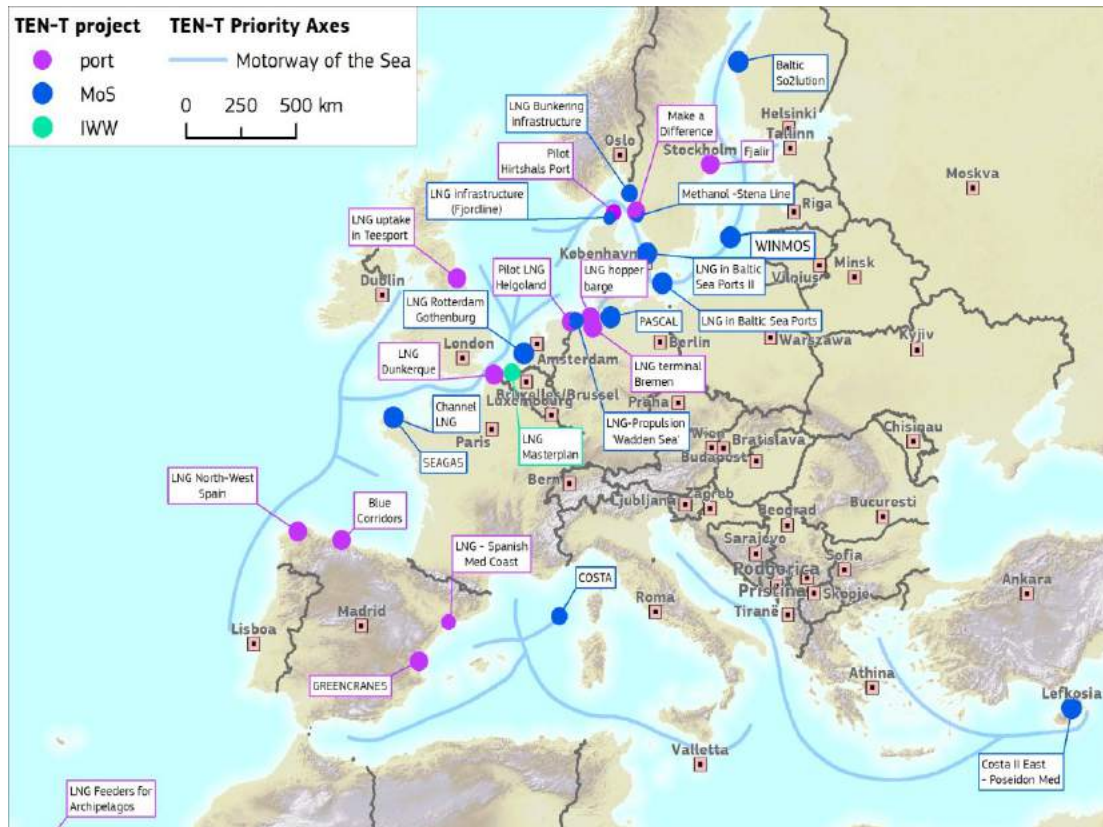 TEN-T project
TEN-T Priority Axes
port
Motorway of the Sea
MoS
0 250 500 km
IWW
Baltic
So2lution
LNG Bunkering
Infrastructure
Make a
Difference
Helsinki
Tallinn
Oslo
Stockholm
Fjalir
Pilot
Hirtshals Port
Moskva
LNG infrastructure
(Fjordline)
Methanol -Stena Line
Riga
LNG uptake
in Teesport
WINMOS
København
Vilnius
Minsk
Dublin
Pilot LNG
Helgoland
LNG hopper
barge
LNG in Baltic
Sea Ports II
LNG Rotterdam
Gothenburg
PASCAL
LNG in Baltic Sea Ports
London
Amsterdam
Berlin
Warszawa
Kyjiv
LNG
Dunkerque
LNG terminal
Bremen
Bruxelles/Brussel
Luxembourg
Praha
Channel
LNG
Paris
LNG
Masterplan
LNG-Propulsion
'Wadden Sea'
Wien
Bratislava
Budapest
Chisinau
SEAGAS
Bern
LNG North-West
Spain
Blue
Corridors
Ljubljana
Zagreb
Beograd
Bucuresti
Sarajevo
Sofia
LNG - Spanish
Med Coast
COSTA
Podgorica
Pristina
Skopje
Ankara
Madrid
Roma
Tiranë
Lisboa
GREENCRANES
Athina
Lefkosia
Valletta
Costa II East
- Poseidon Med
LNG Feeders for
Archipelagos